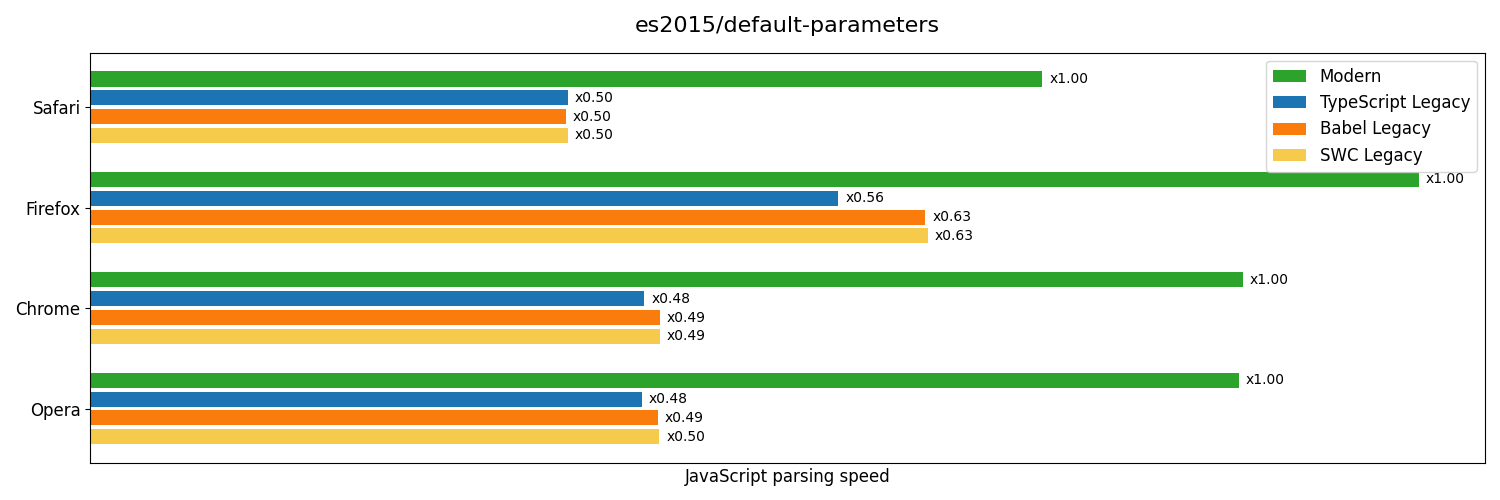 es2015/default-parameters
Modern
TypeScript Legacy
Babel Legacy
SWC Legacy
Safari
x1.00
x0.50
x0.50
x0.50
Firefox
x1.00
x0.56
x0.63
x0.63
Chrome
x1.00
x0.48
x0.49
x0.49
Opera
x1.00
x0.48
x0.49
x0.50
JavaScript parsing speed